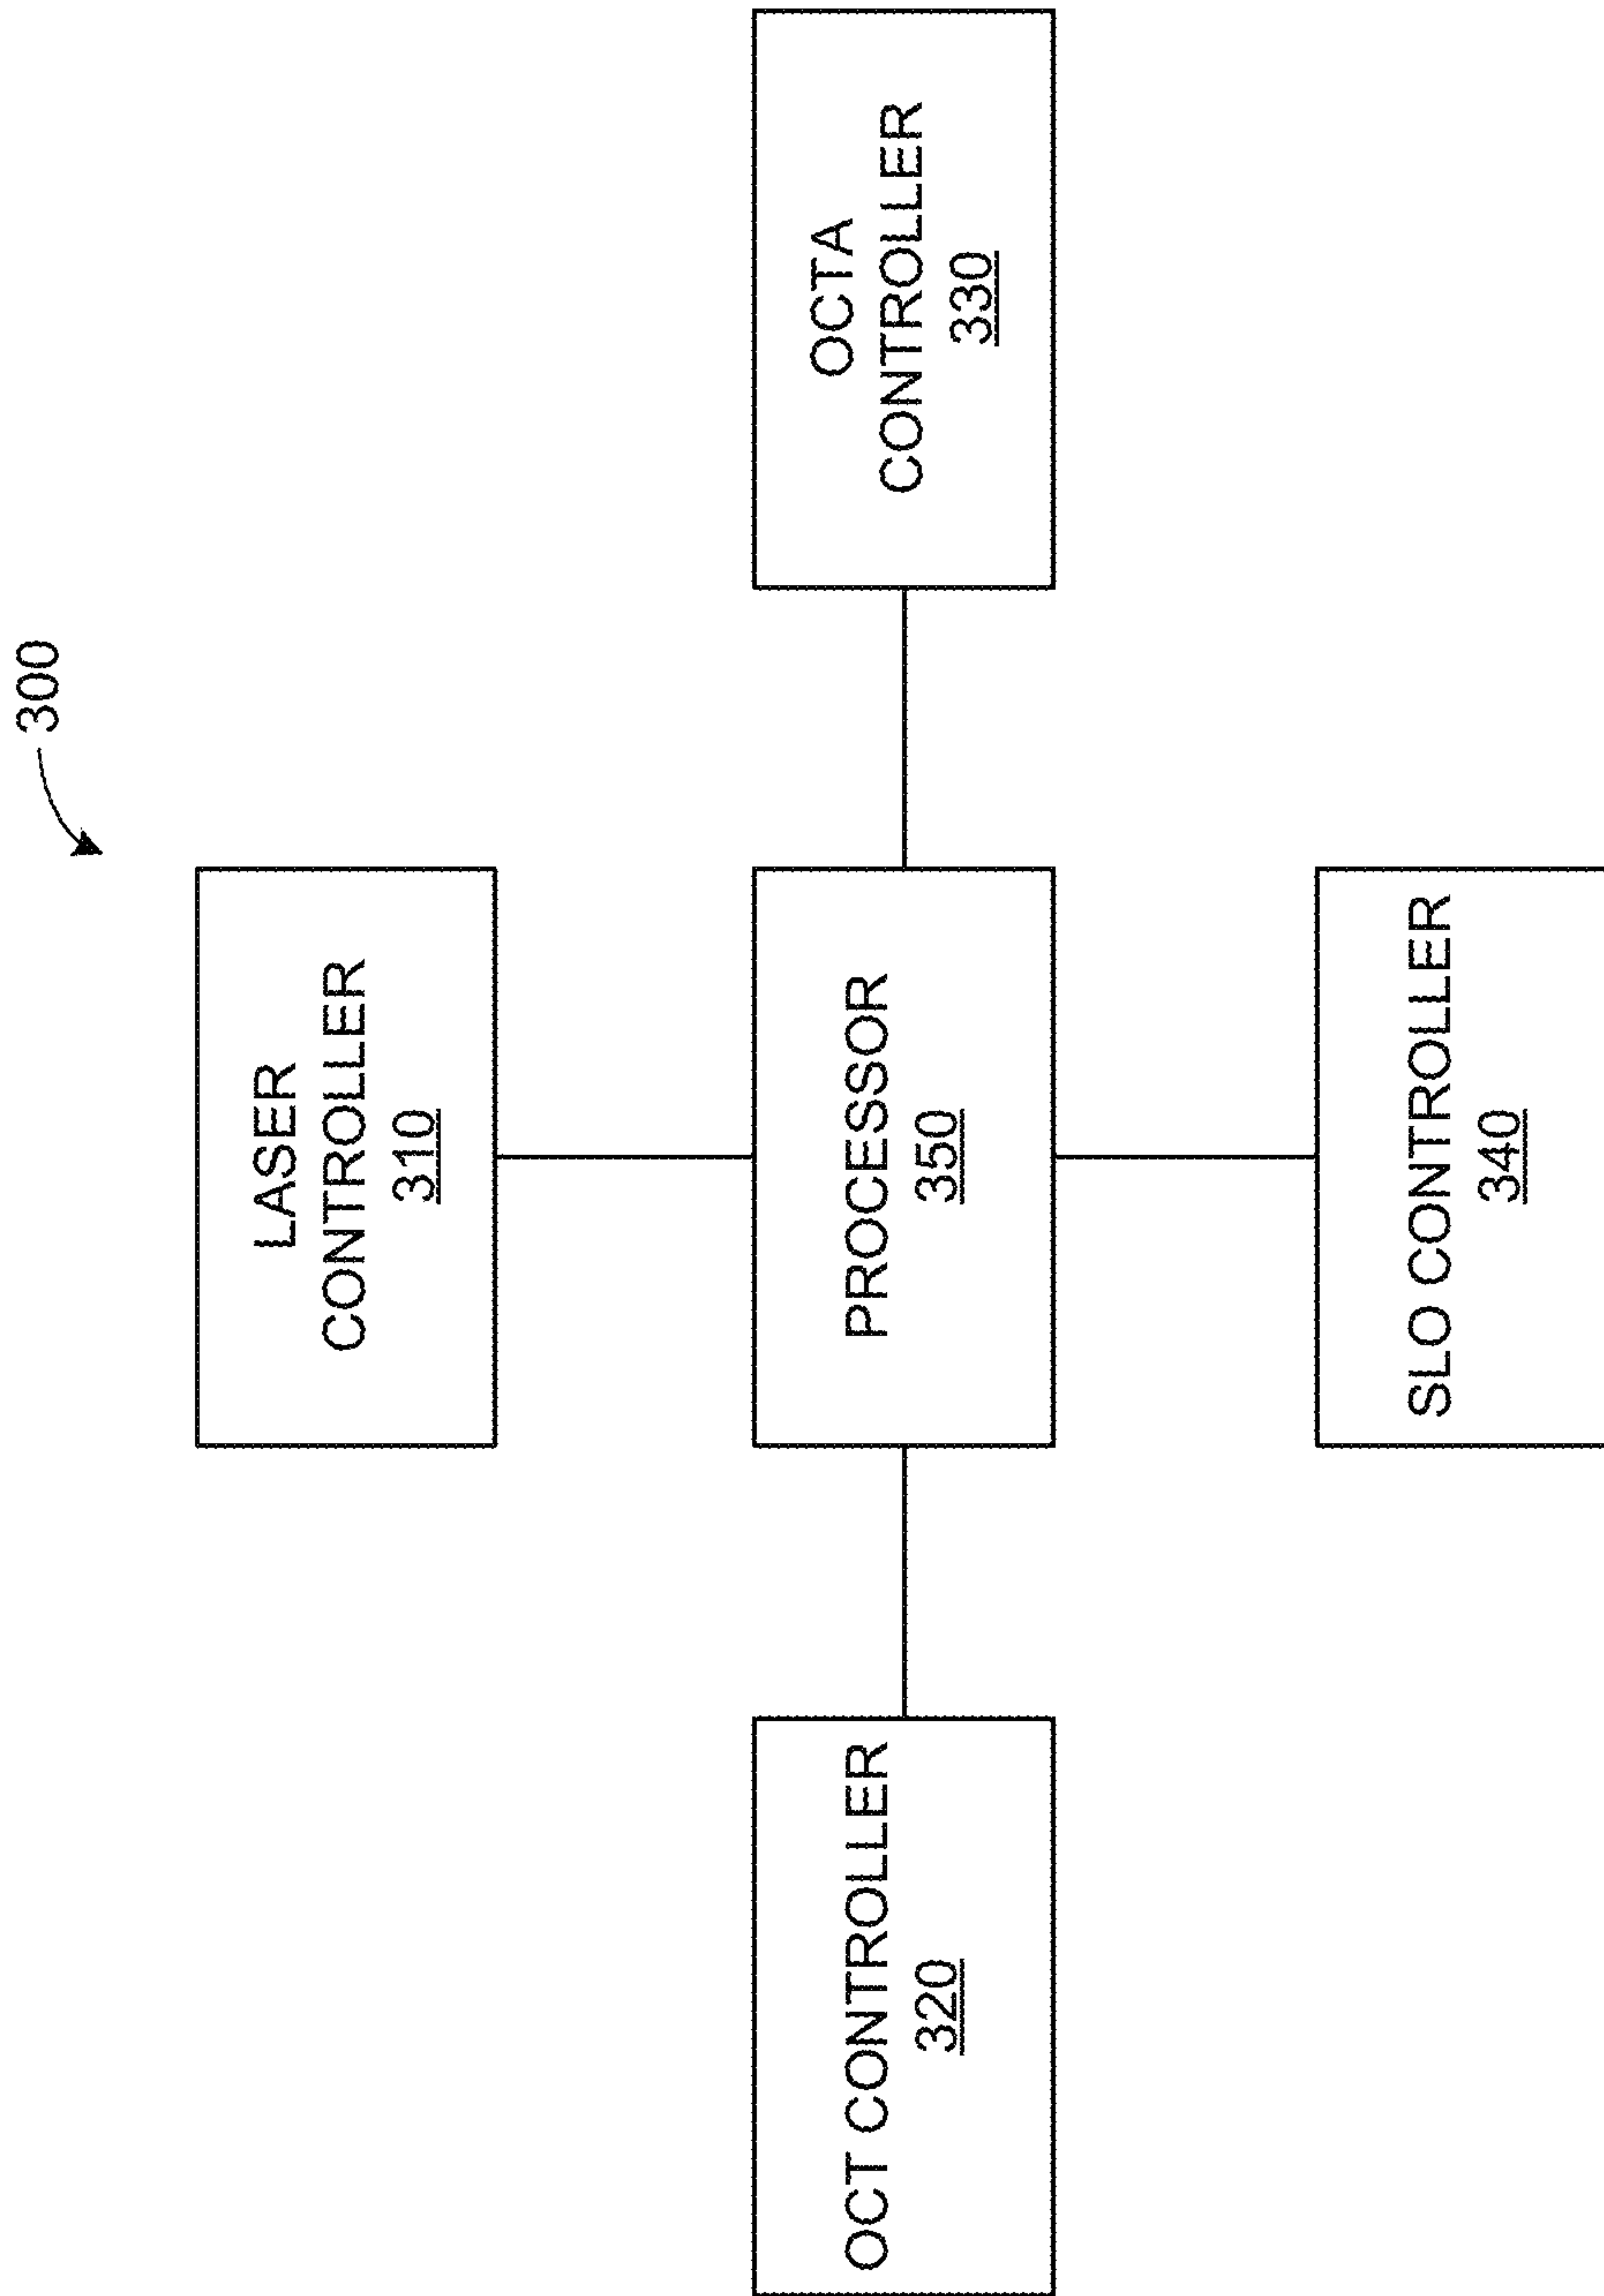 300
LASER
CONTROLLER
310
OCT CONTROLLER
320
PROCESSOR
350
OCTA
CONTROLLER
330
SLO CONTROLLER
340